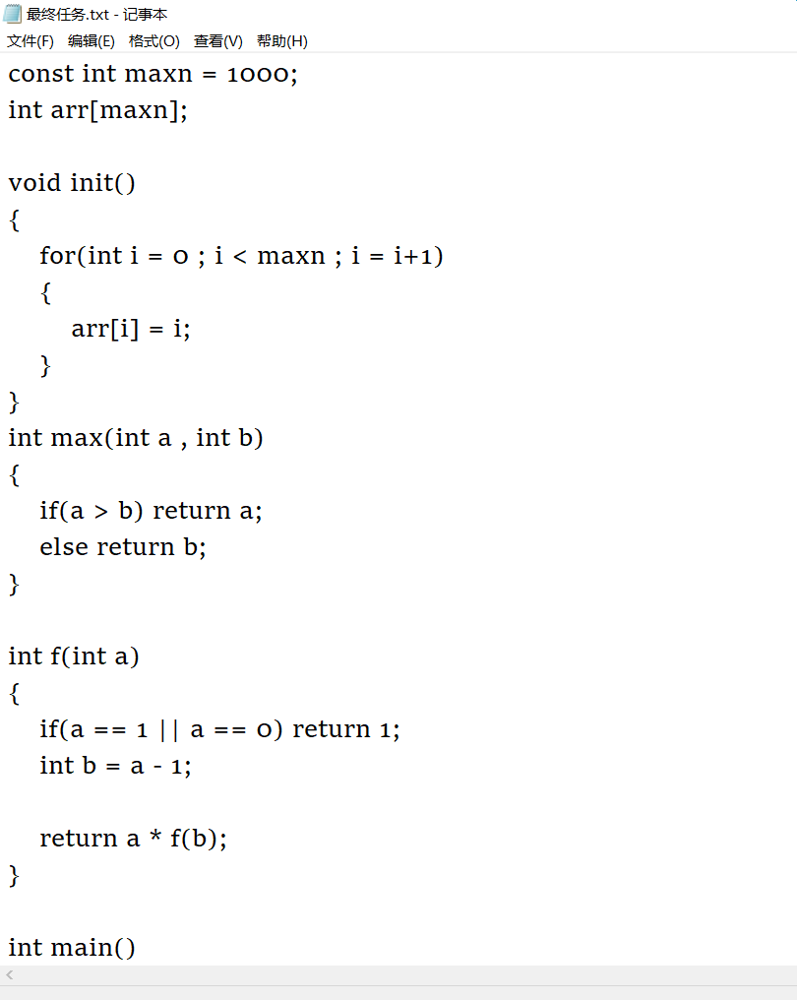 最终任务.txt - 记事本
文件(F) 编辑(E) 格式(O) 查看(V) 帮助(H)
const int maxn = 1000;
int arr[maxn];
void init()
{
for(int i = 0 ; i < maxn ; i = i+1)
{
arr[i] = i;
}
}
int max(int a , int b)
{
if(a > b) return a;
else return b;
}
int f(int a)
{
if(a == 1 || a == 0) return 1;
int b = a - 1;
return a * f(b);
}
int main()